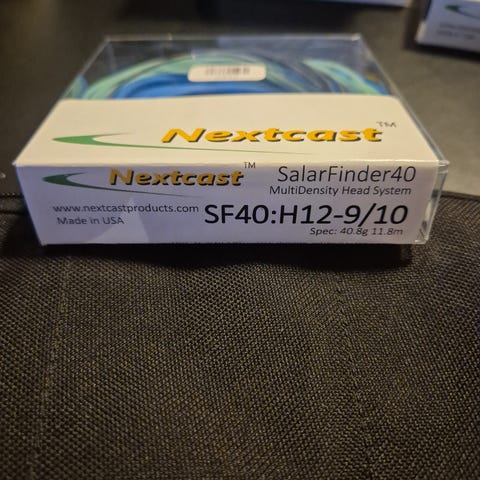 Nextcast™
Nextcast™
SalarFinder40
MultiDensity Head System
www.nextcastproducts.com
Made in USA
SF40:H12-9/10
Spec: 40.8g 11.8m